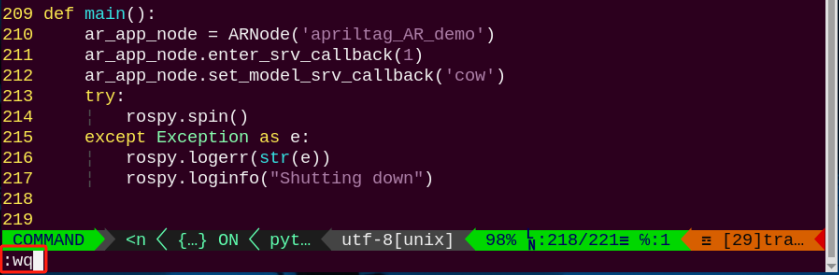 209 def main():
210     ar_app_node = ARNode('apriltag_AR_demo')
211     ar_app_node.enter_srv_callback(1)
212     ar_app_node.set_model_srv_callback('cow')
213     try:
214         rospy.spin()
215     except Exception as e:
216         rospy.logerr(str(e))
217         rospy.loginfo("Shutting down")
218
219
COMMAND <n {…} ON pyt… utf-8[unix] 98% ㏑:218/221≡ ℅:1 ☲ [29]tra…
:wq